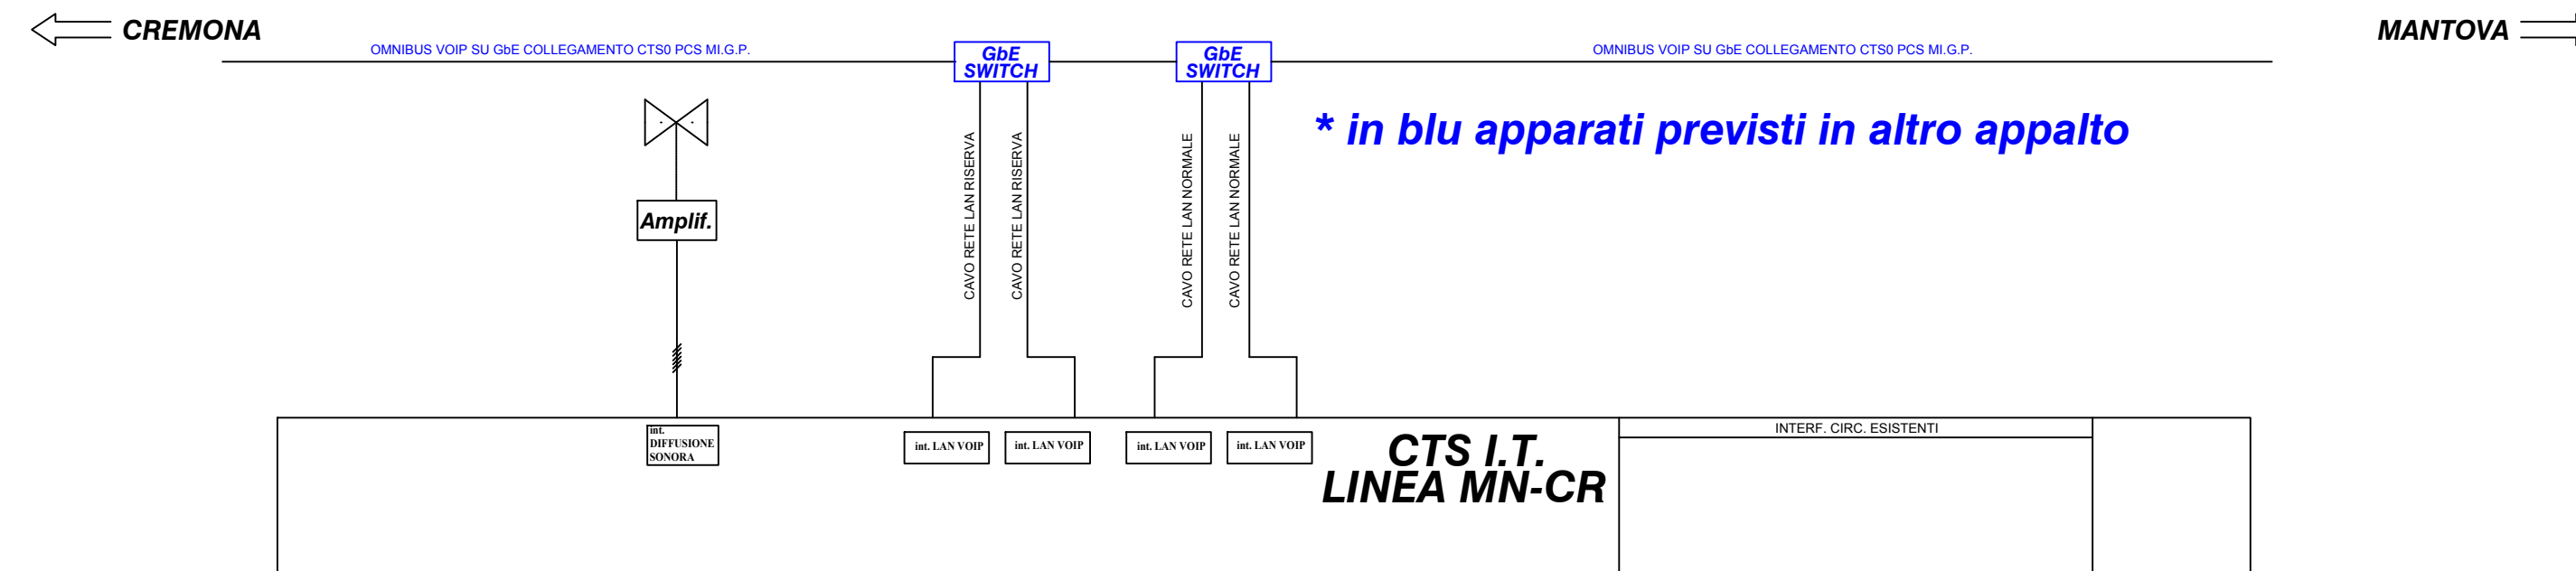 CREMONA
MANTOVA
OMNIBUS VOIP SU GbE COLLEGAMENTO CTS0 PCS MI.G.P.
GbE
SWITCH
GbE
SWITCH
OMNIBUS VOIP SU GbE COLLEGAMENTO CTS0 PCS MI.G.P.
* in blu apparati previsti in altro appalto
CAVO RETE LAN RISERVA
CAVO RETE LAN RISERVA
CAVO RETE LAN NORMALE
CAVO RETE LAN NORMALE
Amplif.
int.
DIFFUSIONE
SONORA
int. LAN VOIP
int. LAN VOIP
int. LAN VOIP
int. LAN VOIP
CTS I.T.
LINEA MN-CR
INTERF. CIRC. ESISTENTI